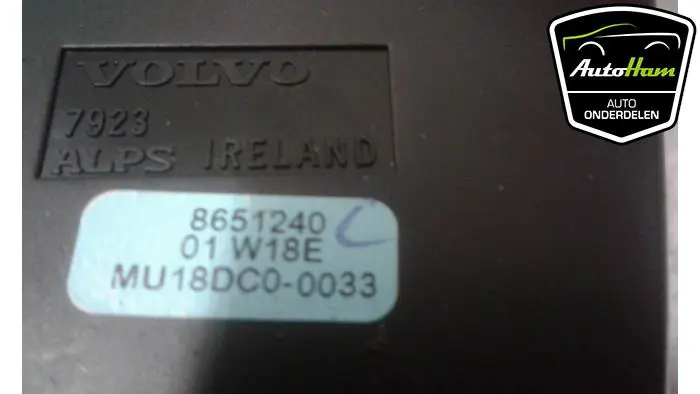 VOLVO
7923
ALPS IRELAND
8651240
01 W18E
MU18DC0-0033
AutoHam
AUTO
ONDERDELEN